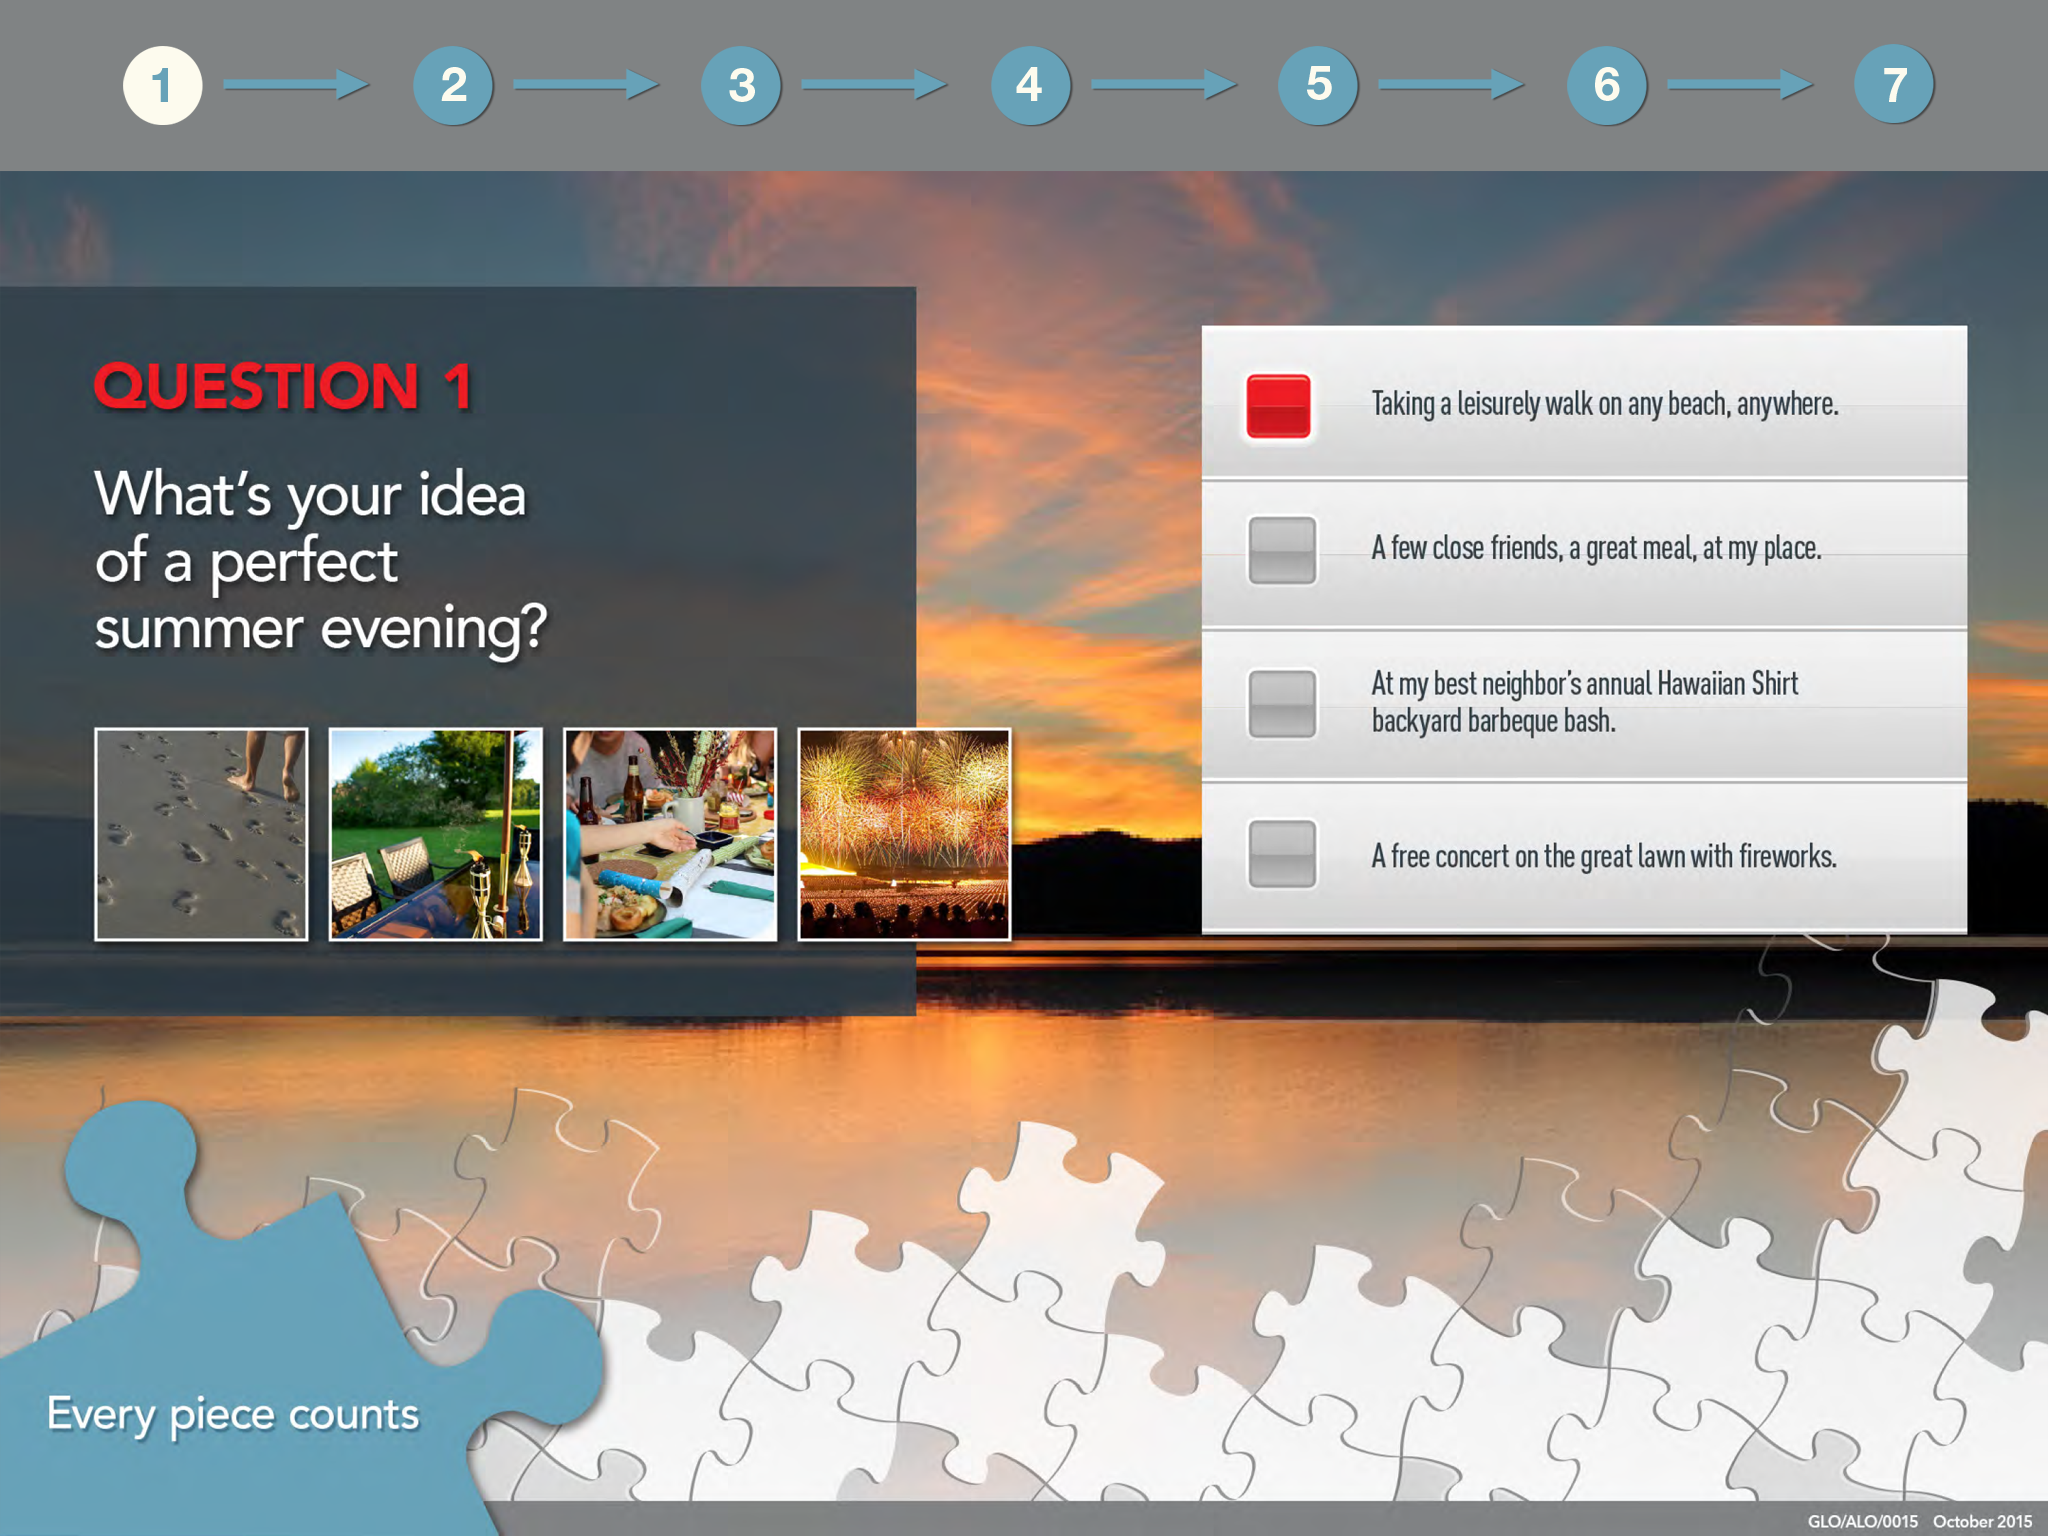 1 2 3 4 5 6 7
QUESTION 1
What's your idea
of a perfect
summer evening?
Taking a leisurely walk on any beach, anywhere.
A few close friends, a great meal, at my place.
At my best neighbor's annual Hawaiian Shirt
backyard barbeque bash.
A free concert on the great lawn with fireworks.
Every piece counts
GLO/ALO/0015 October 2015